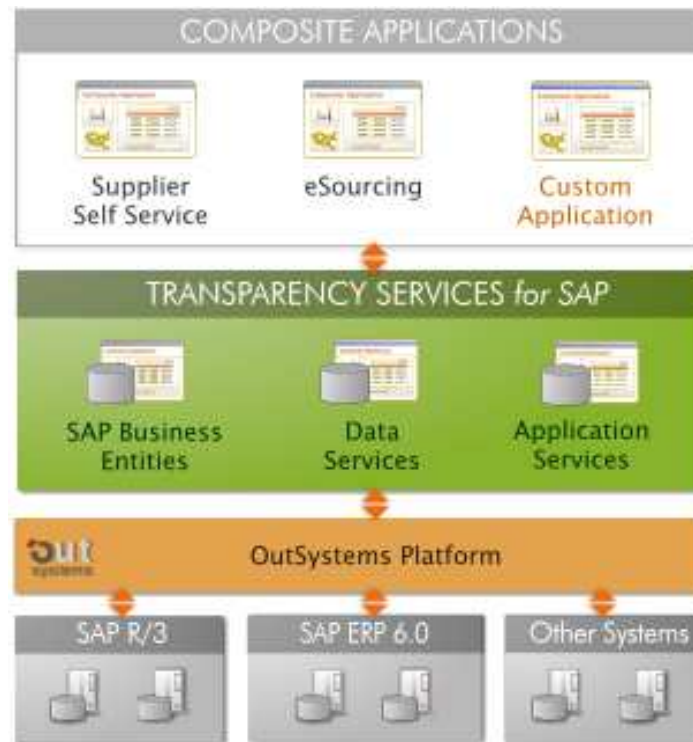 COMPOSITE APPLICATIONS
Supplier
Self Service
eSourcing
Custom
Application
TRANSPARENCY SERVICES for SAP
SAP Business
Entities
Data
Services
Application
Services
Out
systems
OutSystems Platform
SAP R/3
SAP ERP 6.0
Other Systems